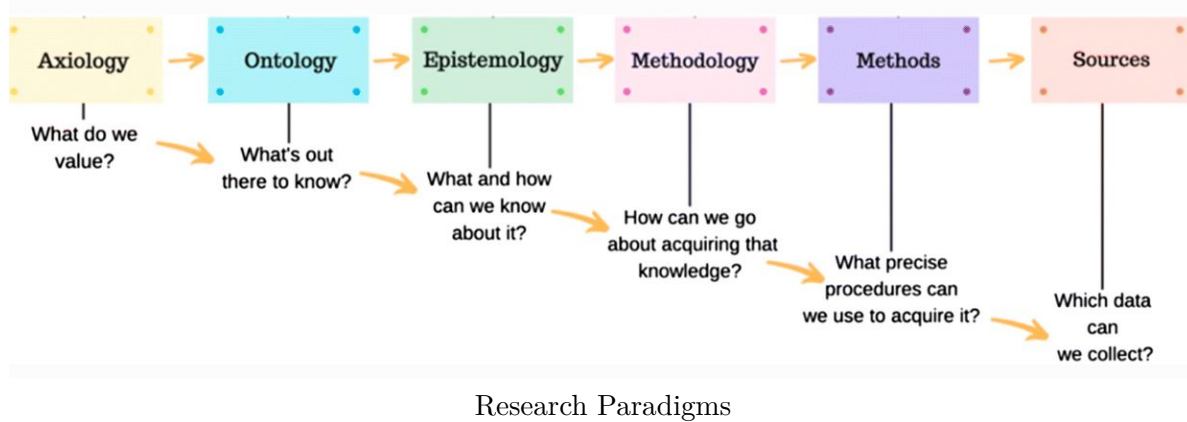 Axiology
Ontology
Epistemology
Methodology
Methods
Sources
What do we
value?
What's out
there to know?
What and how
can we know
about it?
How can we go
about acquiring that
knowledge?
What precise
procedures can
we use to acquire it?
Which data
can
we collect?
Research Paradigms